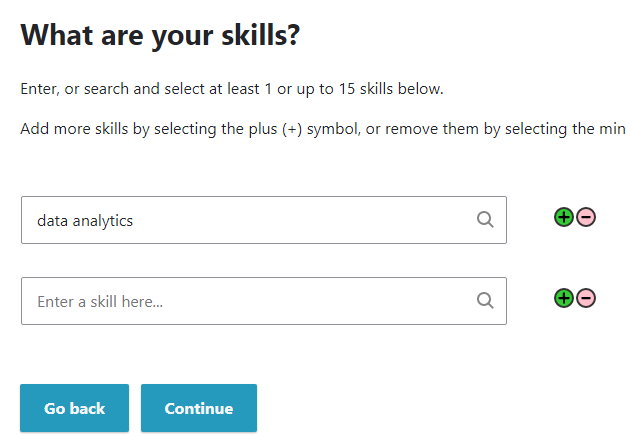 What are your skills?
Enter, or search and select at least 1 or up to 15 skills below.
Add more skills by selecting the plus (+) symbol, or remove them by selecting the min
data analytics
Enter a skill here...
Go back
Continue